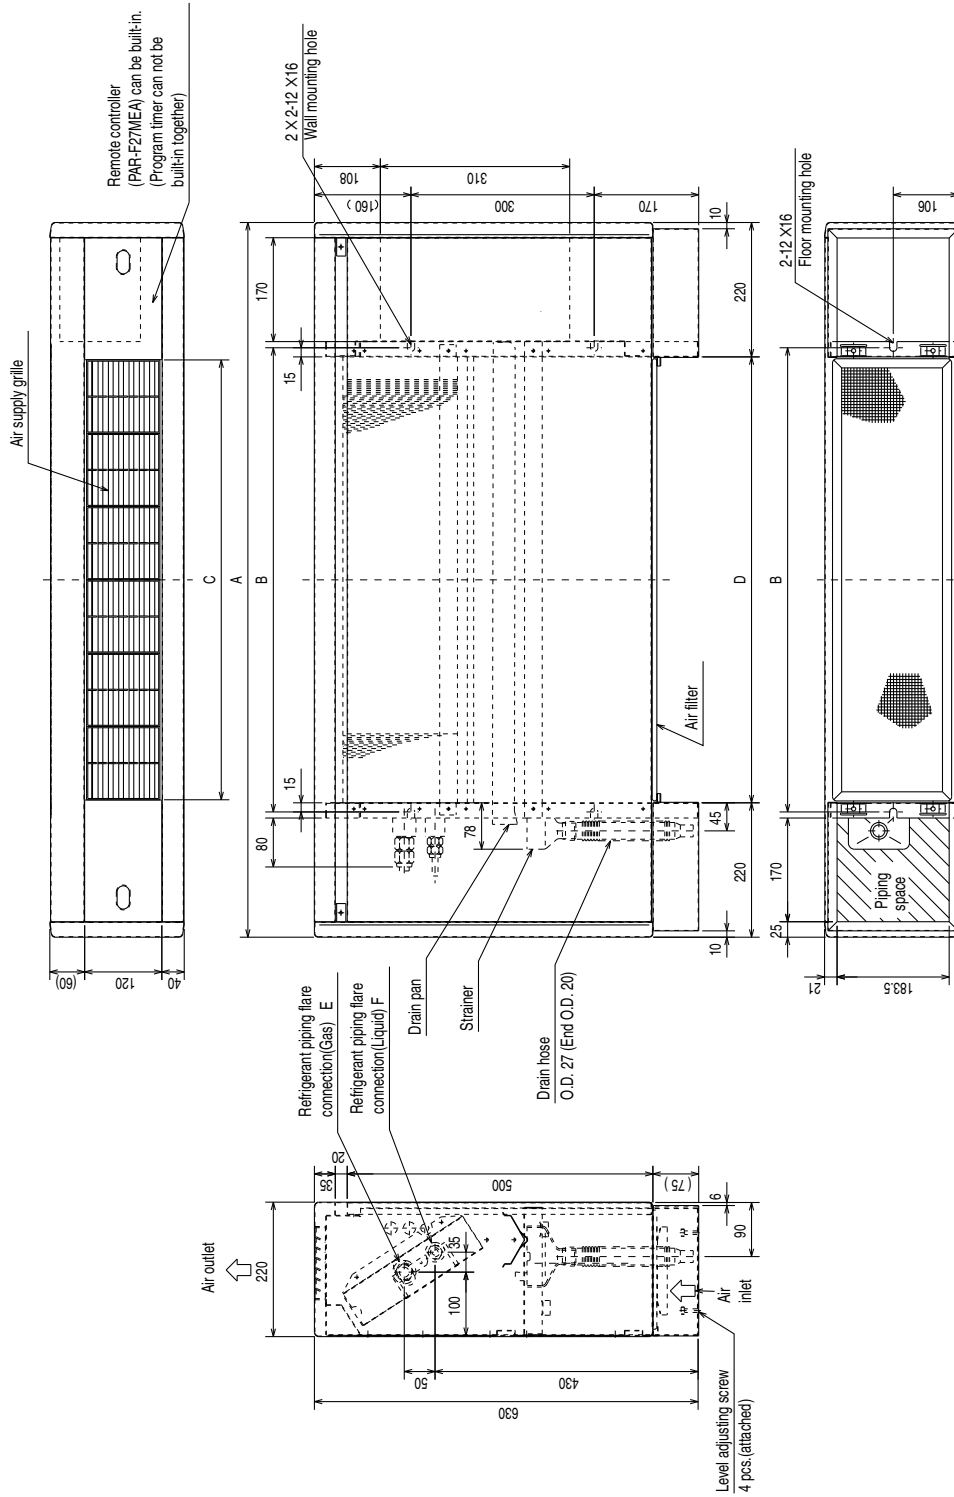 Air supply grille
Remote controller
(PAR-F27MEA) can be built-in.
(Program timer can not be
built-in together)
(60)
120
40
C
A
B
170
15
15
80
78
2 X 2-12 X16
Wall mounting hole
108
(160)
310
300
170
10
220
D
45
220
10
Air filter
Refrigerant piping flare
connection(Gas) E
Refrigerant piping flare
connection(Liquid) F
Drain pan
Strainer
Drain hose
O.D. 27 (End O.D. 20)
Air outlet
220
35
20
500
(75)
6
90
35
100
50
430
630
Air
inlet
Level adjusting screw
4 pcs.(attached)
2-12 X16
Floor mounting hole
106
B
170
25
21
183.5
Piping
space